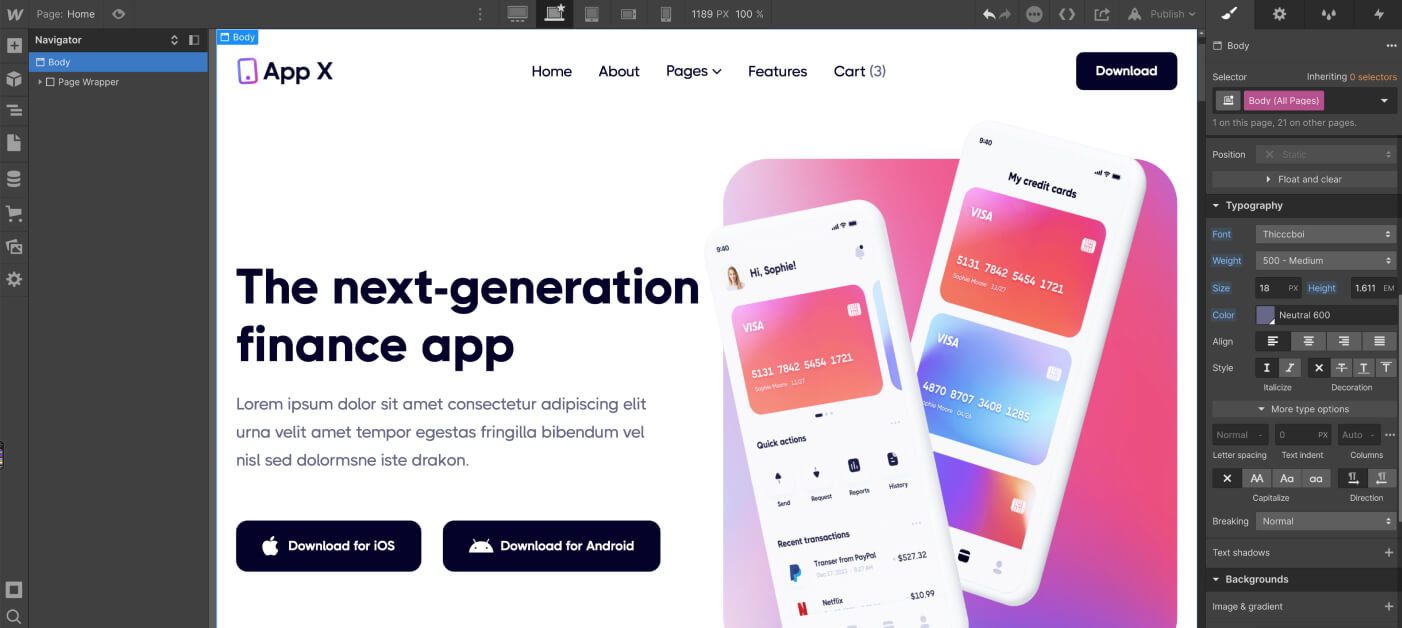 Page: Home
1189 PX 100 %
Publish
Navigator
Body
Page Wrapper
Body
App X
Home About Pages Features Cart (3)
Download
The next-generation
finance app
Lorem ipsum dolor sit amet consectetur adipiscing elit
urna velit amet tempor egestas fringilla bibendum vel
nisl sed dolormsne iste drakon.
Download for iOS
Download for Android
9:40
Hi, Sophie!
VISA
5131 7842 5454 1721
Sophie Moore 11/27
Quick actions
Send
Request
Reports
History
Recent transactions
Transer from PayPal
Dec 17, 2023 - 9:27 AM
- $527.32
Netflix
- $10.99
9:40
My credit cards
VISA
5131 7842 5454 1721
Sophie Moore 11/27
VISA
4870 8707 3408 1285
Sophie Moore 04/26
Body
Selector
Inheriting 0 selectors
Body (All Pages)
1 on this page, 21 on other pages.
Position Static
Float and clear
Typography
Font Thicccboi
Weight 500 - Medium
Size 18 PX Height 1.611 EM
Color Neutral 600
Align
Style
Italicize Decoration
More type options
Normal - 0 PX Auto -
Letter spacing Text indent Columns
AA Aa aa
Capitalize Direction
Breaking Normal
Text shadows
Backgrounds
Image & gradient